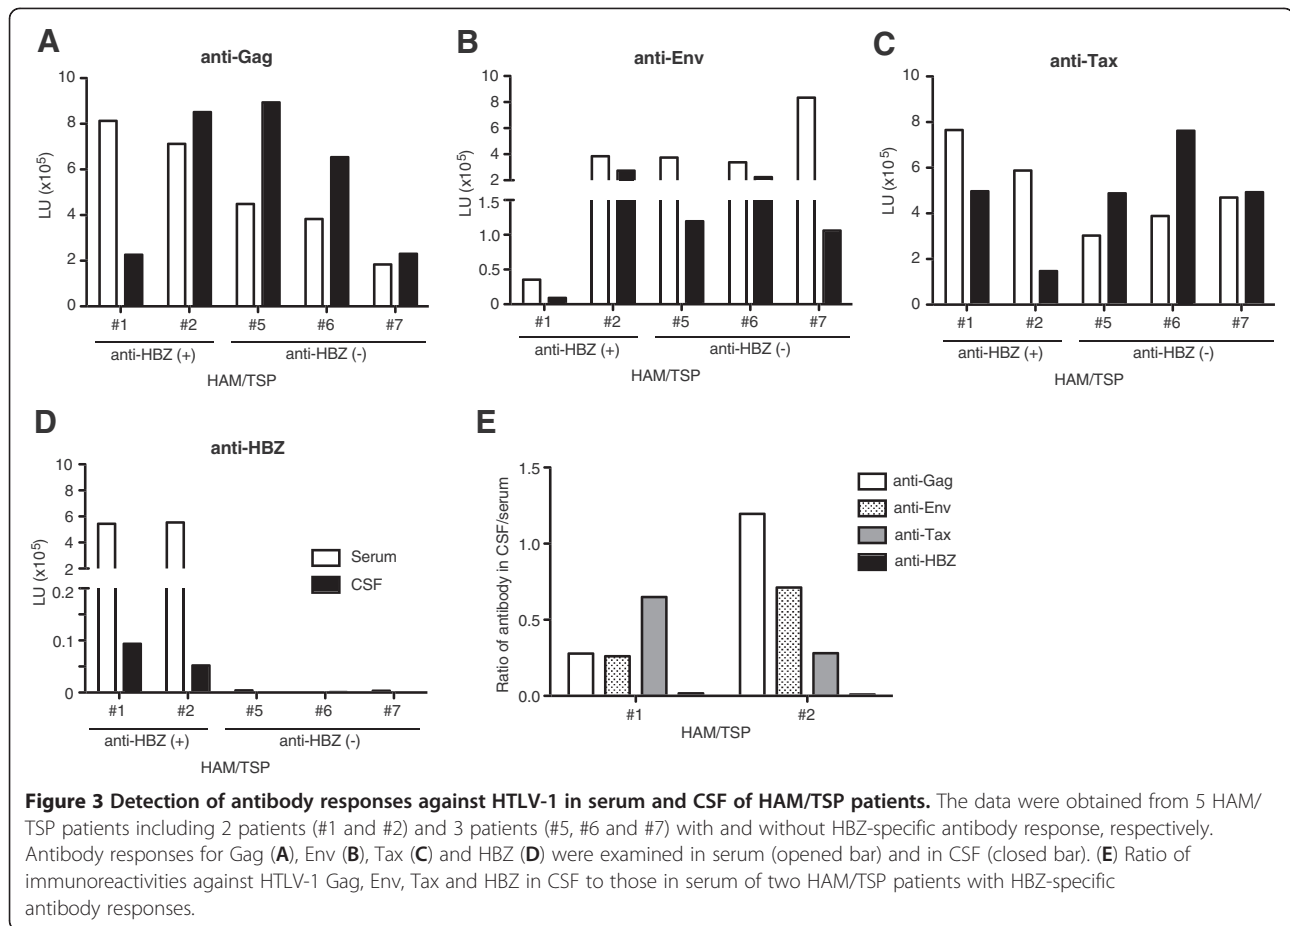 A
anti-Gag
10
8
6
4
2
0
LU (x10⁵)
#1 #2 #5 #6 #7
anti-HBZ (+) anti-HBZ (-)
HAM/TSP
B
anti-Env
10
8
6
4
2
1.5
1.0
0.5
0
LU (x10⁵)
#1 #2 #5 #6 #7
anti-HBZ (+) anti-HBZ (-)
HAM/TSP
C
anti-Tax
10
8
6
4
2
0
LU (x10⁵)
#1 #2 #5 #6 #7
anti-HBZ (+) anti-HBZ (-)
HAM/TSP
D
anti-HBZ
10
8
6
5
2
0.2
0.1
0
LU (x10⁵)
Serum
CSF
#1 #2 #5 #6 #7
anti-HBZ (+) anti-HBZ (-)
HAM/TSP
E
1.5
1.0
0.5
0.0
Ratio of antibody in CSF/serum
anti-Gag
anti-Env
anti-Tax
anti-HBZ
#1 #2
HAM/TSP
Figure 3 Detection of antibody responses against HTLV-1 in serum and CSF of HAM/TSP patients. The data were obtained from 5 HAM/
TSP patients including 2 patients (#1 and #2) and 3 patients (#5, #6 and #7) with and without HBZ-specific antibody response, respectively.
Antibody responses for Gag (A), Env (B), Tax (C) and HBZ (D) were examined in serum (opened bar) and in CSF (closed bar). (E) Ratio of
immunoreactivities against HTLV-1 Gag, Env, Tax and HBZ in CSF to those in serum of two HAM/TSP patients with HBZ-specific
antibody responses.